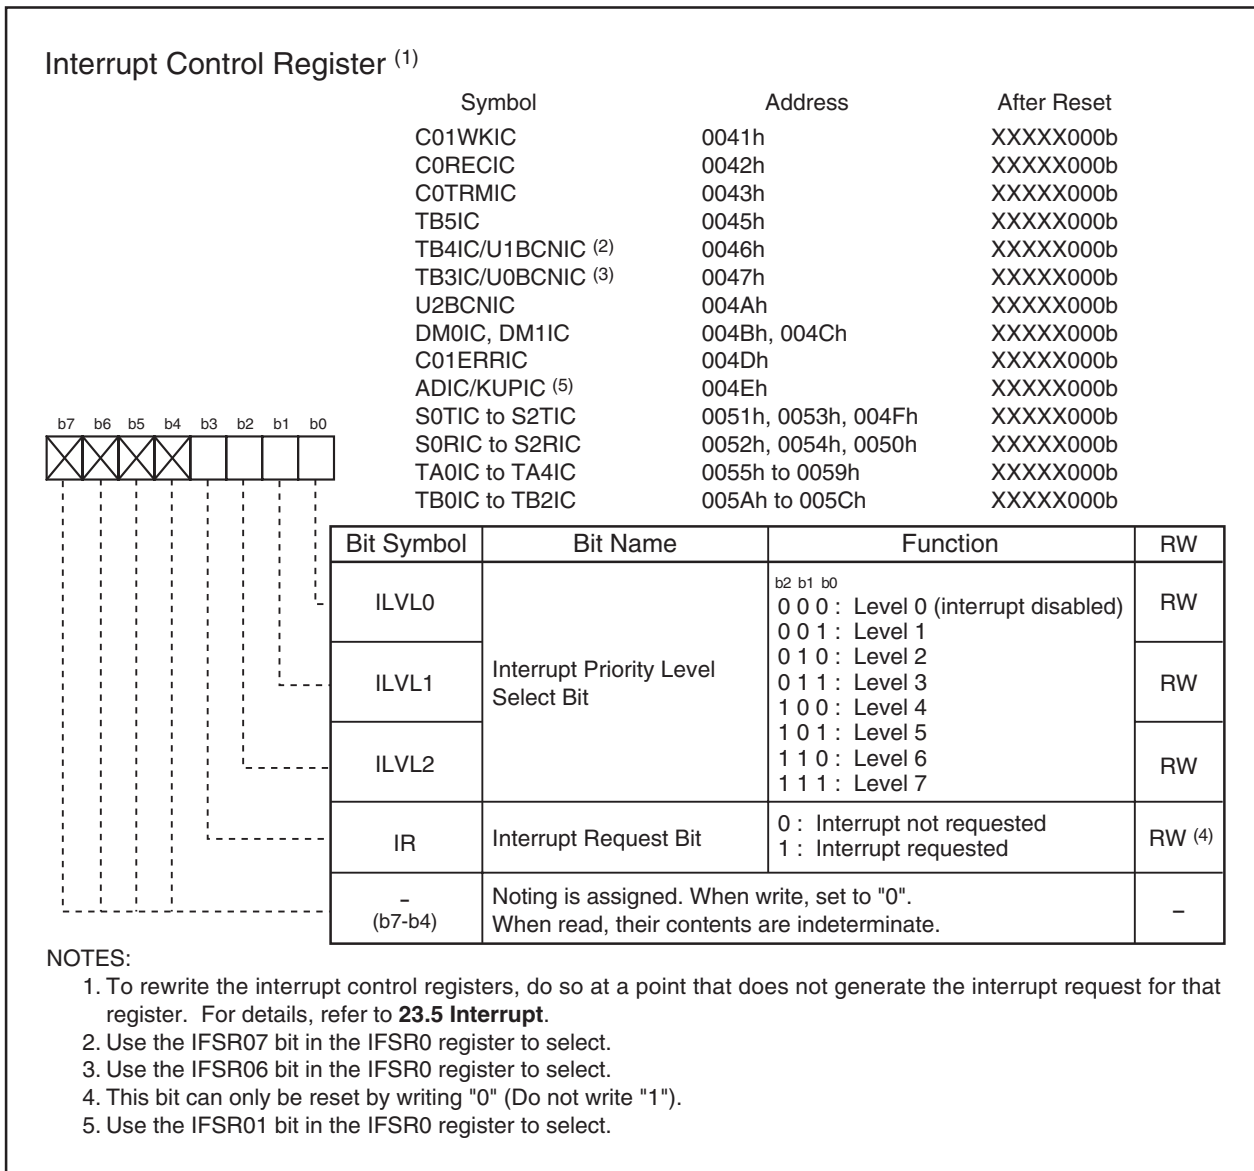 Interrupt Control Register (1)
Symbol Address After Reset
C01WKIC 0041h XXXXX000b
C0RECIC 0042h XXXXX000b
C0TRMIC 0043h XXXXX000b
TB5IC 0045h XXXXX000b
TB4IC/U1BCNIC (2) 0046h XXXXX000b
TB3IC/U0BCNIC (3) 0047h XXXXX000b
U2BCNIC 004Ah XXXXX000b
DM0IC, DM1IC 004Bh, 004Ch XXXXX000b
C01ERRIC 004Dh XXXXX000b
ADIC/KUPIC (5) 004Eh XXXXX000b
S0TIC to S2TIC 0051h, 0053h, 004Fh XXXXX000b
S0RIC to S2RIC 0052h, 0054h, 0050h XXXXX000b
TA0IC to TA4IC 0055h to 0059h XXXXX000b
TB0IC to TB2IC 005Ah to 005Ch XXXXX000b
b7 b6 b5 b4 b3 b2 b1 b0
Bit Symbol Bit Name Function RW
ILVL0 RW
ILVL1 RW
ILVL2 RW
Interrupt Priority Level
Select Bit
b2 b1 b0
0 0 0 : Level 0 (interrupt disabled)
0 0 1 : Level 1
0 1 0 : Level 2
0 1 1 : Level 3
1 0 0 : Level 4
1 0 1 : Level 5
1 1 0 : Level 6
1 1 1 : Level 7
IR Interrupt Request Bit 0 : Interrupt not requested RW (4)
1 : Interrupt requested
– Noting is assigned. When write, set to "0". –
(b7-b4) When read, their contents are indeterminate.
NOTES:
1. To rewrite the interrupt control registers, do so at a point that does not generate the interrupt request for that
register. For details, refer to 23.5 Interrupt.
2. Use the IFSR07 bit in the IFSR0 register to select.
3. Use the IFSR06 bit in the IFSR0 register to select.
4. This bit can only be reset by writing "0" (Do not write "1").
5. Use the IFSR01 bit in the IFSR0 register to select.